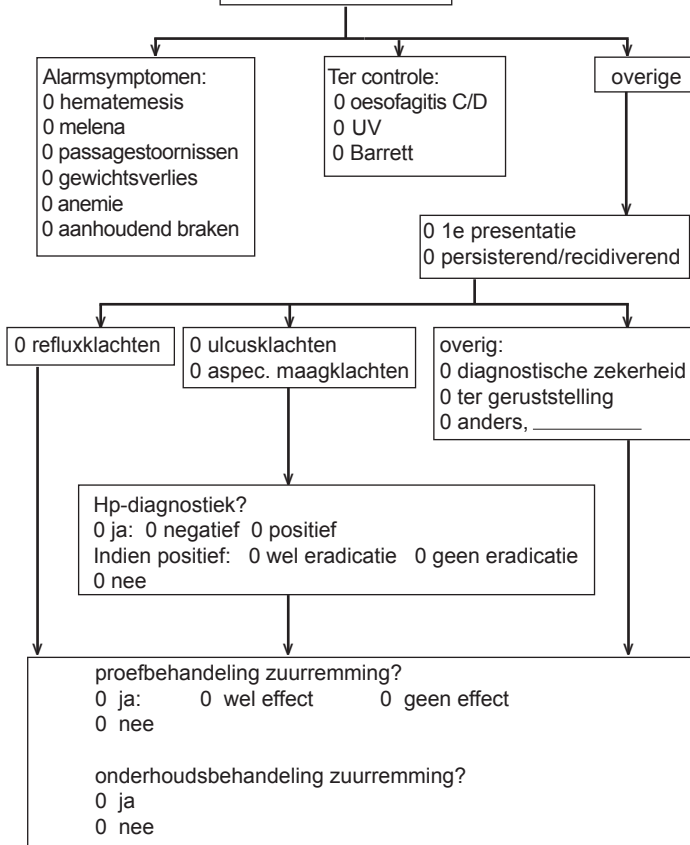 Alarmsymptomen:
0 hematemesis
0 melena
0 passagestoornissen
0 gewichtsverlies
0 anemie
0 aanhoudend braken
Ter controle:
0 oesofagitis C/D
0 UV
0 Barrett
overige
0 1e presentatie
0 persisterend/recidiverend
0 refluxklachten
0 ulcusklachten
0 aspec. maagklachten
overig:
0 diagnostische zekerheid
0 ter geruststelling
0 anders, ____________
Hp-diagnostiek?
0 ja: 0 negatief 0 positief
Indien positief: 0 wel eradicatie 0 geen eradicatie
0 nee
proefbehandeling zuurremming?
0 ja: 0 wel effect 0 geen effect
0 nee
onderhoudsbehandeling zuurremming?
0 ja
0 nee